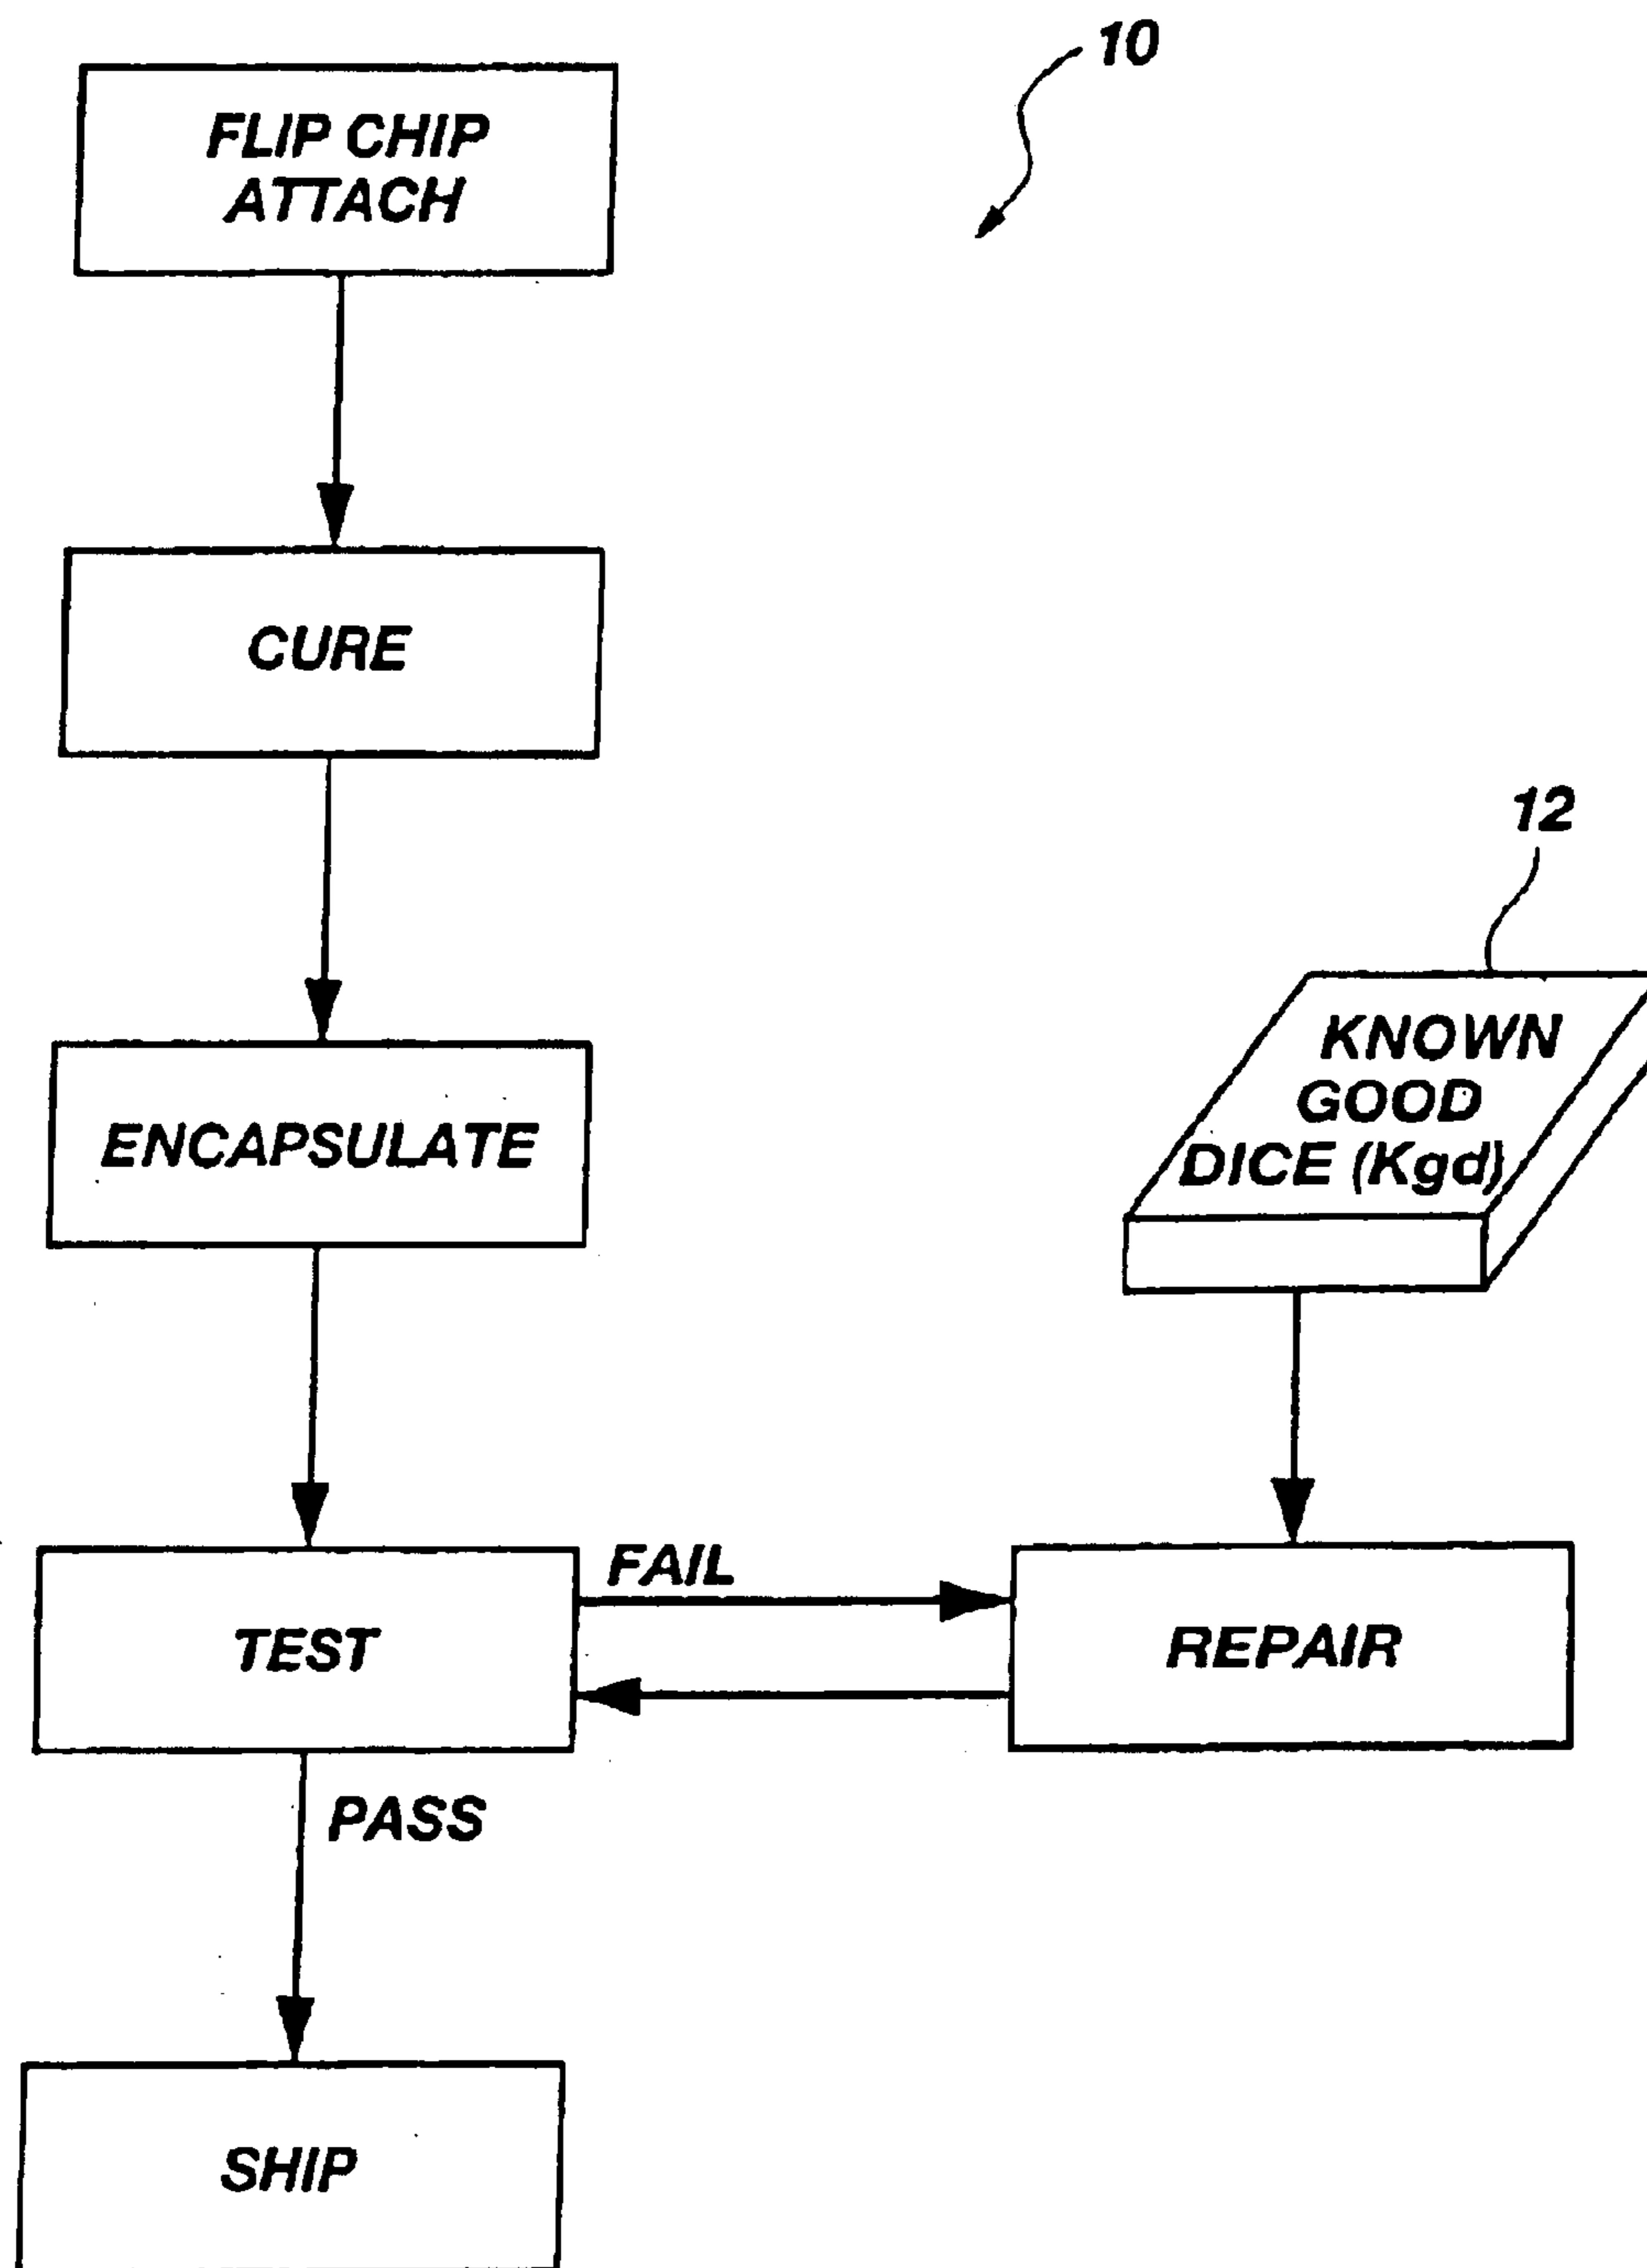 10
FLIP CHIP
ATTACH
CURE
12
KNOWN
GOOD
DICE (Kgd)
ENCAPSULATE
FAIL
TEST
REPAIR
PASS
SHIP